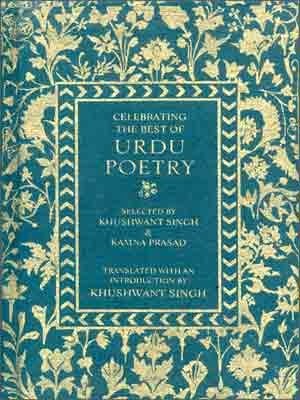 CELEBRATING
THE BEST OF
URDU
POETRY
SELECTED BY
KHUSHWANT SINGH
&
KAMNA PRASAD
TRANSLATED WITH AN
INTRODUCTION BY
KHUSHWANT SINGH